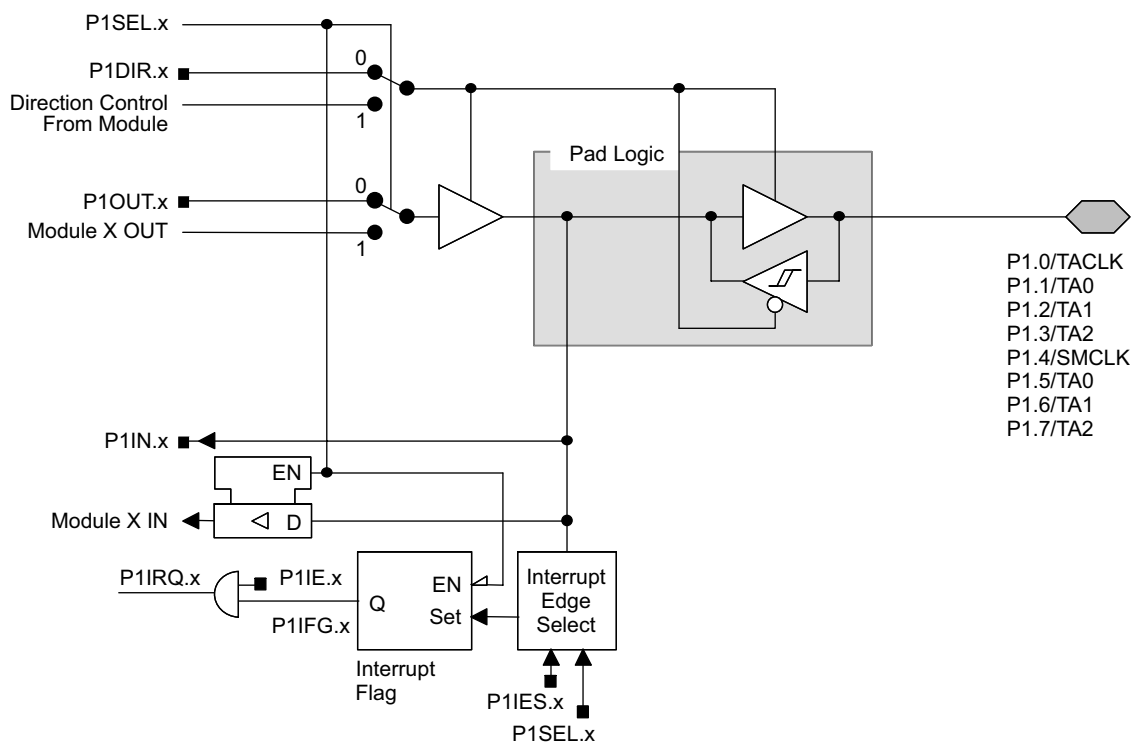 P1SEL.x
0
P1DIR.x
Direction Control
From Module
1
Pad Logic
0
P1OUT.x
Module X OUT
1
P1.0/TACLK
P1.1/TA0
P1.2/TA1
P1.3/TA2
P1.4/SMCLK
P1.5/TA0
P1.6/TA1
P1.7/TA2
P1IN.x
EN
Module X IN
D
P1IRQ.x
P1IE.x
P1IFG.x
Q
EN
Set
Interrupt
Edge
Select
Interrupt
Flag
P1IES.x
P1SEL.x